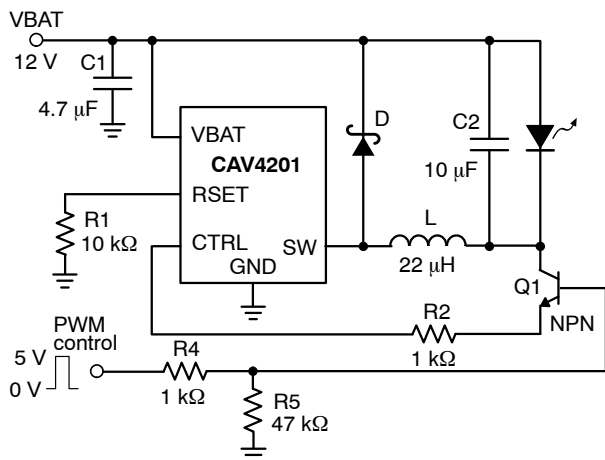 VBAT
12 V
C1
4.7 μF
D
C2
10 μF
VBAT
CAV4201
RSET
CTRL
SW
GND
R1
10 kΩ
L
22 μH
Q1
NPN
R2
1 kΩ
PWM
control
5 V
0 V
R4
1 kΩ
R5
47 kΩ